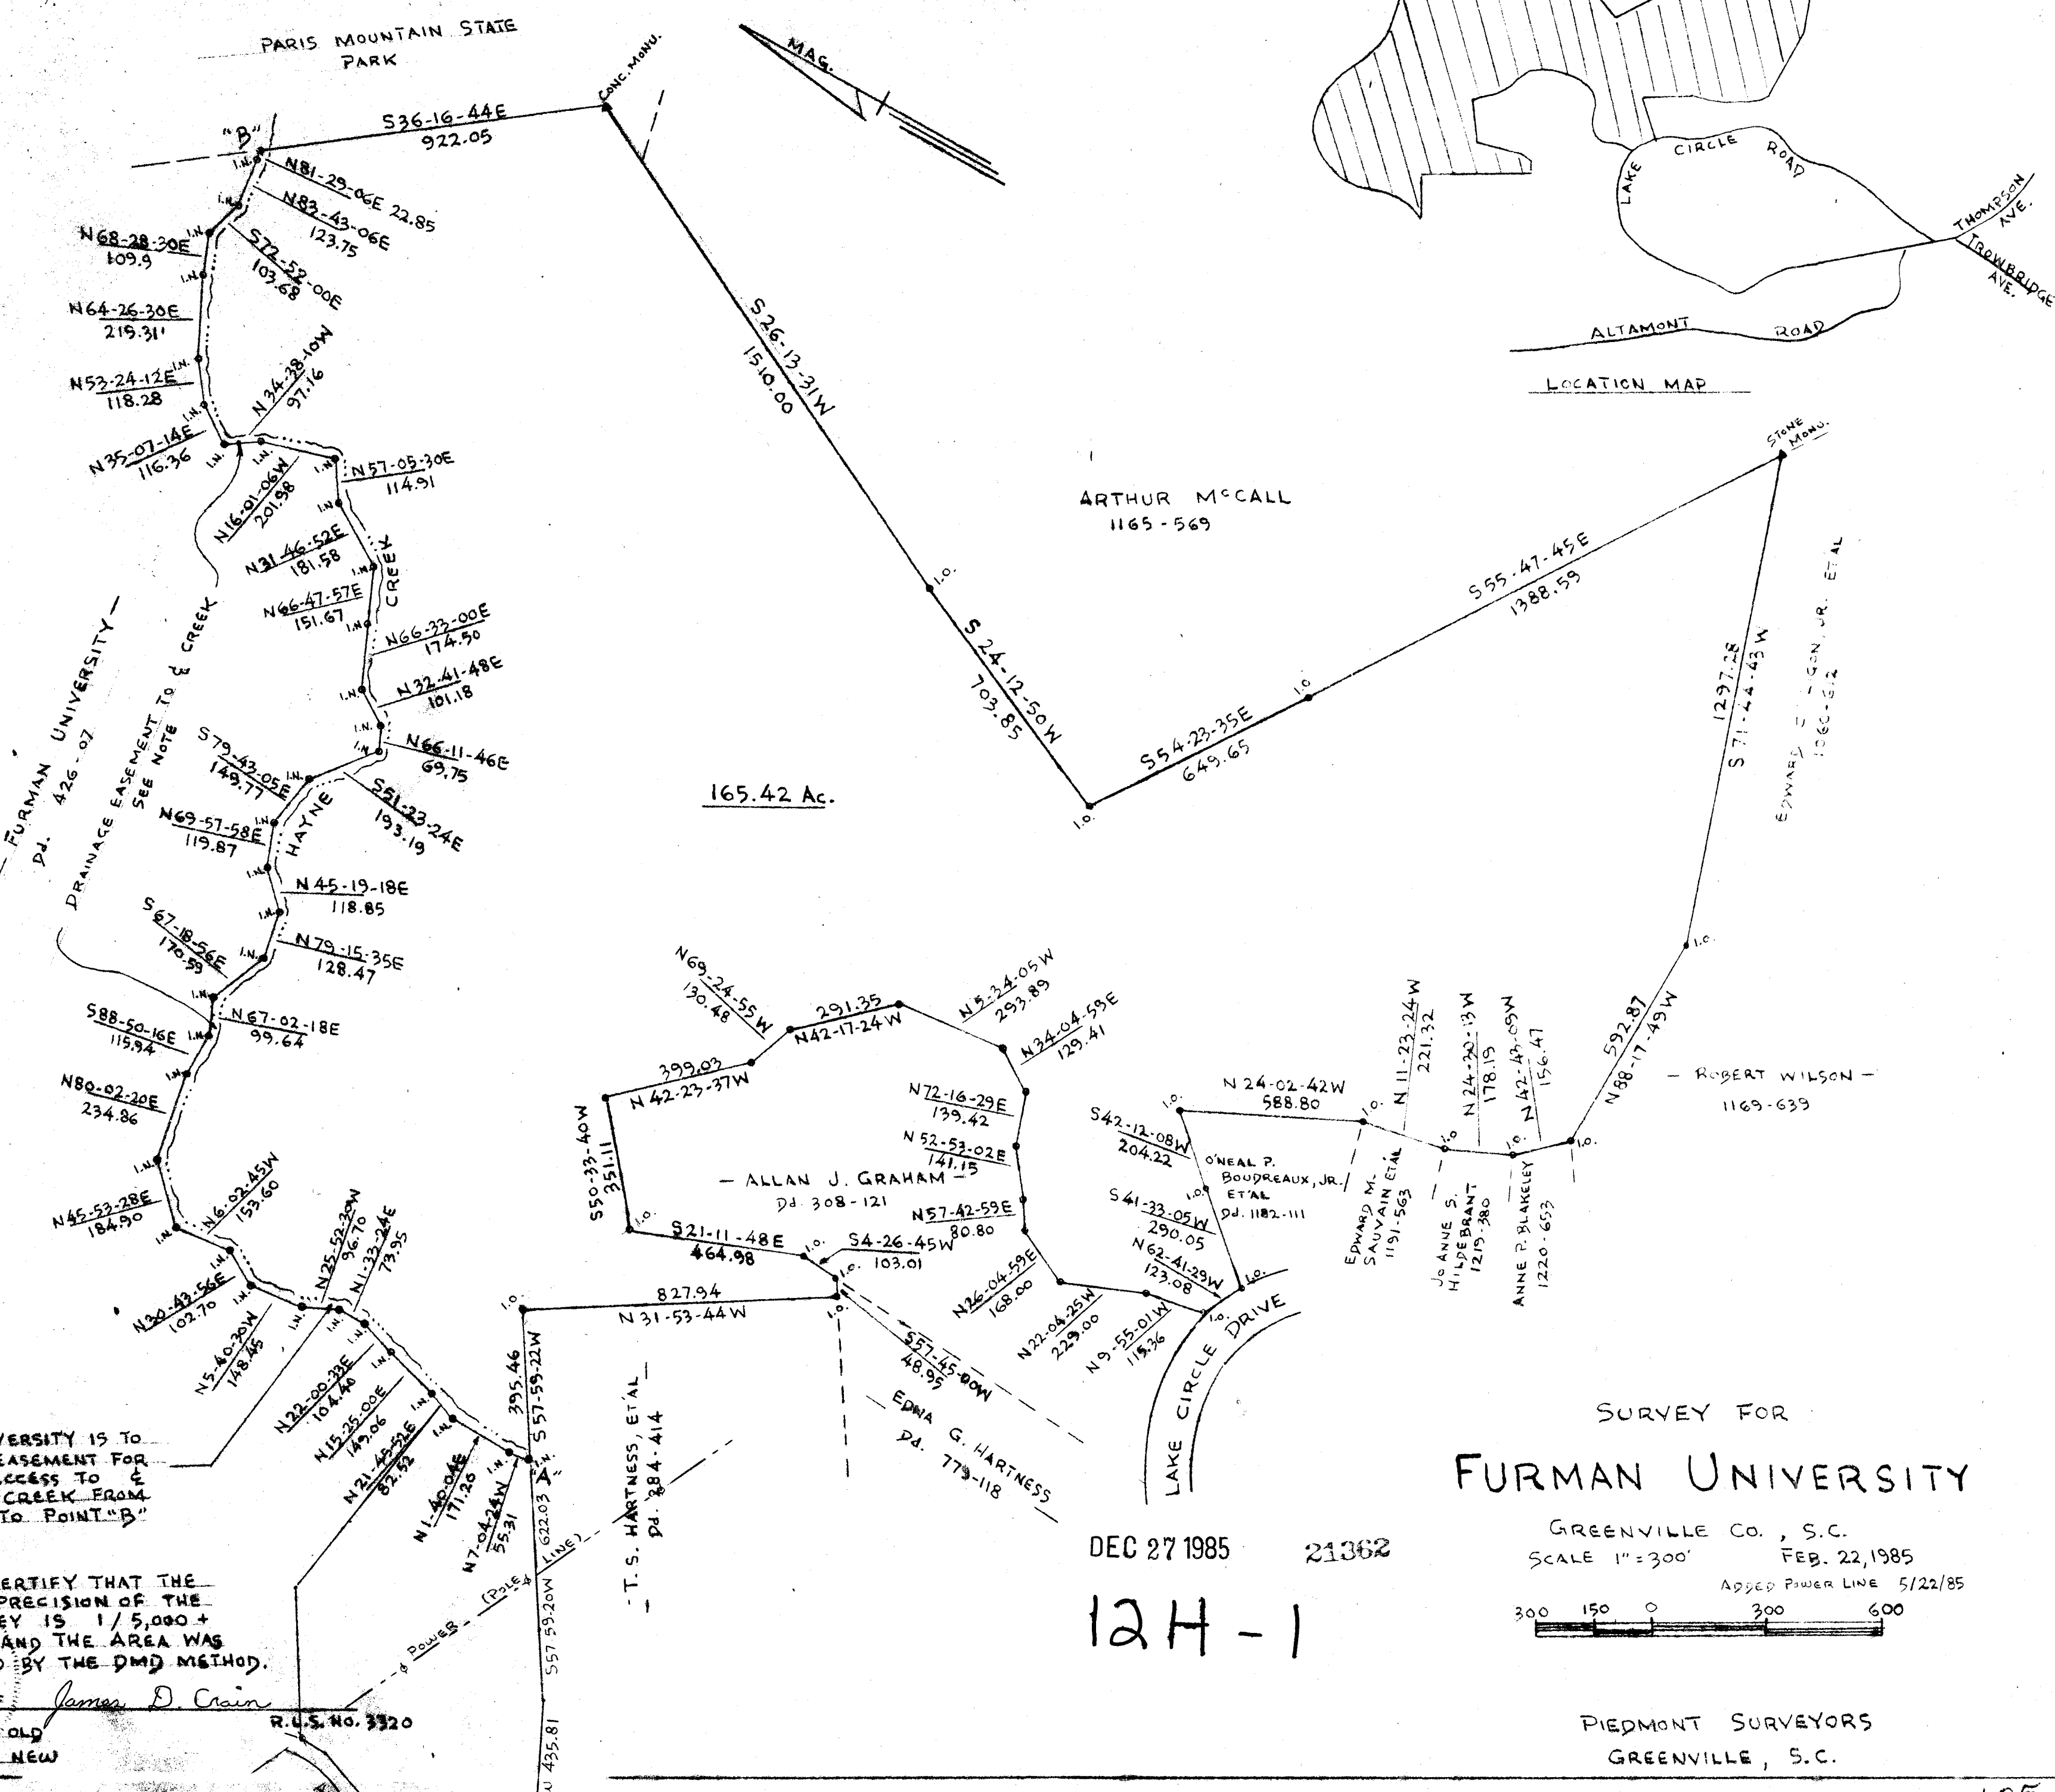 PARIS MOUNTAIN STATE
PARK
CONC. MONU.
MAG.
S36-16-44E
922.05
"B"
I.N.
N81-29-06E 22.85
N83-43-06E
123.75
S72-52-00E
103.68
N68-28-30E
109.9
N64-26-30E
219.31'
N53-24-12E
118.28
N35-07-14E
116.36
N34-38-10W
97.16
N16-01-06W
201.98
N57-05-30E
114.91
N31-46-52E
181.58
N66-47-57E
151.67
CREEK
N66-33-00E
174.50
N32-41-48E
101.18
N66-11-46E
69.75
S51-23-24E
193.19
S79-43-05E
149.77
HAYNE
N69-57-58E
119.87
N45-19-18E
118.85
N79-15-35E
128.47
S67-18-56E
170.59
N67-02-18E
99.64
S88-50-16E
115.94
N80-02-20E
234.86
N45-53-28E
184.90
N6-02-45W
153.60
N30-43-56E
102.70
N5-40-30W
148.45
N25-52-30W
96.70
N1-33-24E
73.95
N22-00-33E
104.40
N15-25-00E
149.06
N21-45-52E
82.52
N1-40-04E
171.26
N7-04-24W
55.31
"A"
- FURMAN UNIVERSITY -
Dd. 426-07
DRAINAGE EASEMENT TO ℄ CREEK
SEE NOTE
S26-13-31W
1510.00
S 24-12-50W
703.85
S54-23-35E
649.65
S55-47-45E
1388.59
STONE
MONU.
ARTHUR McCALL
1165-569
165.42 Ac.
LAKE CIRCLE ROAD
THOMPSON
AVE.
TROWBRIDGE
AVE.
ALTAMONT ROAD
LOCATION MAP
1297.28
S 71-44-43W
JR. ET AL
592.87
N88-17-49W
- ROBERT WILSON -
1169-639
N69-24-55W
130.48
291.35
N42-17-24W
N5-24-05W
293.89
N34-04-59E
129.41
399.03
N 42-23-37W
N72-16-29E
139.42
N 52-53-02E
141.15
S50-33-40W
351.11
- ALLAN J. GRAHAM -
Dd. 308-121
N57-42-59E
80.80
S21-11-48E
464.98
S4-26-45W
103.01
N26-04-59E
168.00
N22-04-25W
229.00
N9-55-01W
115.36
N62-41-29W
123.08
S41-33-05W
290.05
S42-12-08W
204.22
N 24-02-42W
588.80
N 11-23-24W
221.32
N 24-30-13W
178.19
N42-43-09W
156.47
O'NEAL P.
BOUDREAUX, JR.
ET'AL
Dd. 1182-111
EDWARD M.
SAUVAIN ET'AL
1191-563
JO ANNE S.
HILDEBRANT
1219-380
ANNE P. BLAKELEY
1220-653
827.94
N 31-53-44W
395.46
S 57-59-22W
S57-45-00W
48.95
EDNA G. HARTNESS
Dd. 779-118
LAKE CIRCLE DRIVE
- T. S. HARTNESS, ET'AL -
Dd. 384-414
622.03
S57 59-20W
435.81
℄ POWER (POLE LINE)
VERSITY IS TO
EASEMENT FOR
CCESS TO ℄
CREEK FROM
TO POINT "B"
ERTIFY THAT THE
PRECISION OF THE
EY IS 1/5,000 +
AND THE AREA WAS
BY THE DMD METHOD.
James D. Crain
R.L.S. NO. 3320
OLD
NEW
DEC 27 1985
21362
12H-1
SURVEY FOR
FURMAN UNIVERSITY
GREENVILLE CO., S.C.
SCALE 1"=300' FEB. 22, 1985
ADDED POWER LINE 5/22/85
300 150 0 300 600
PIEDMONT SURVEYORS
GREENVILLE, S.C.